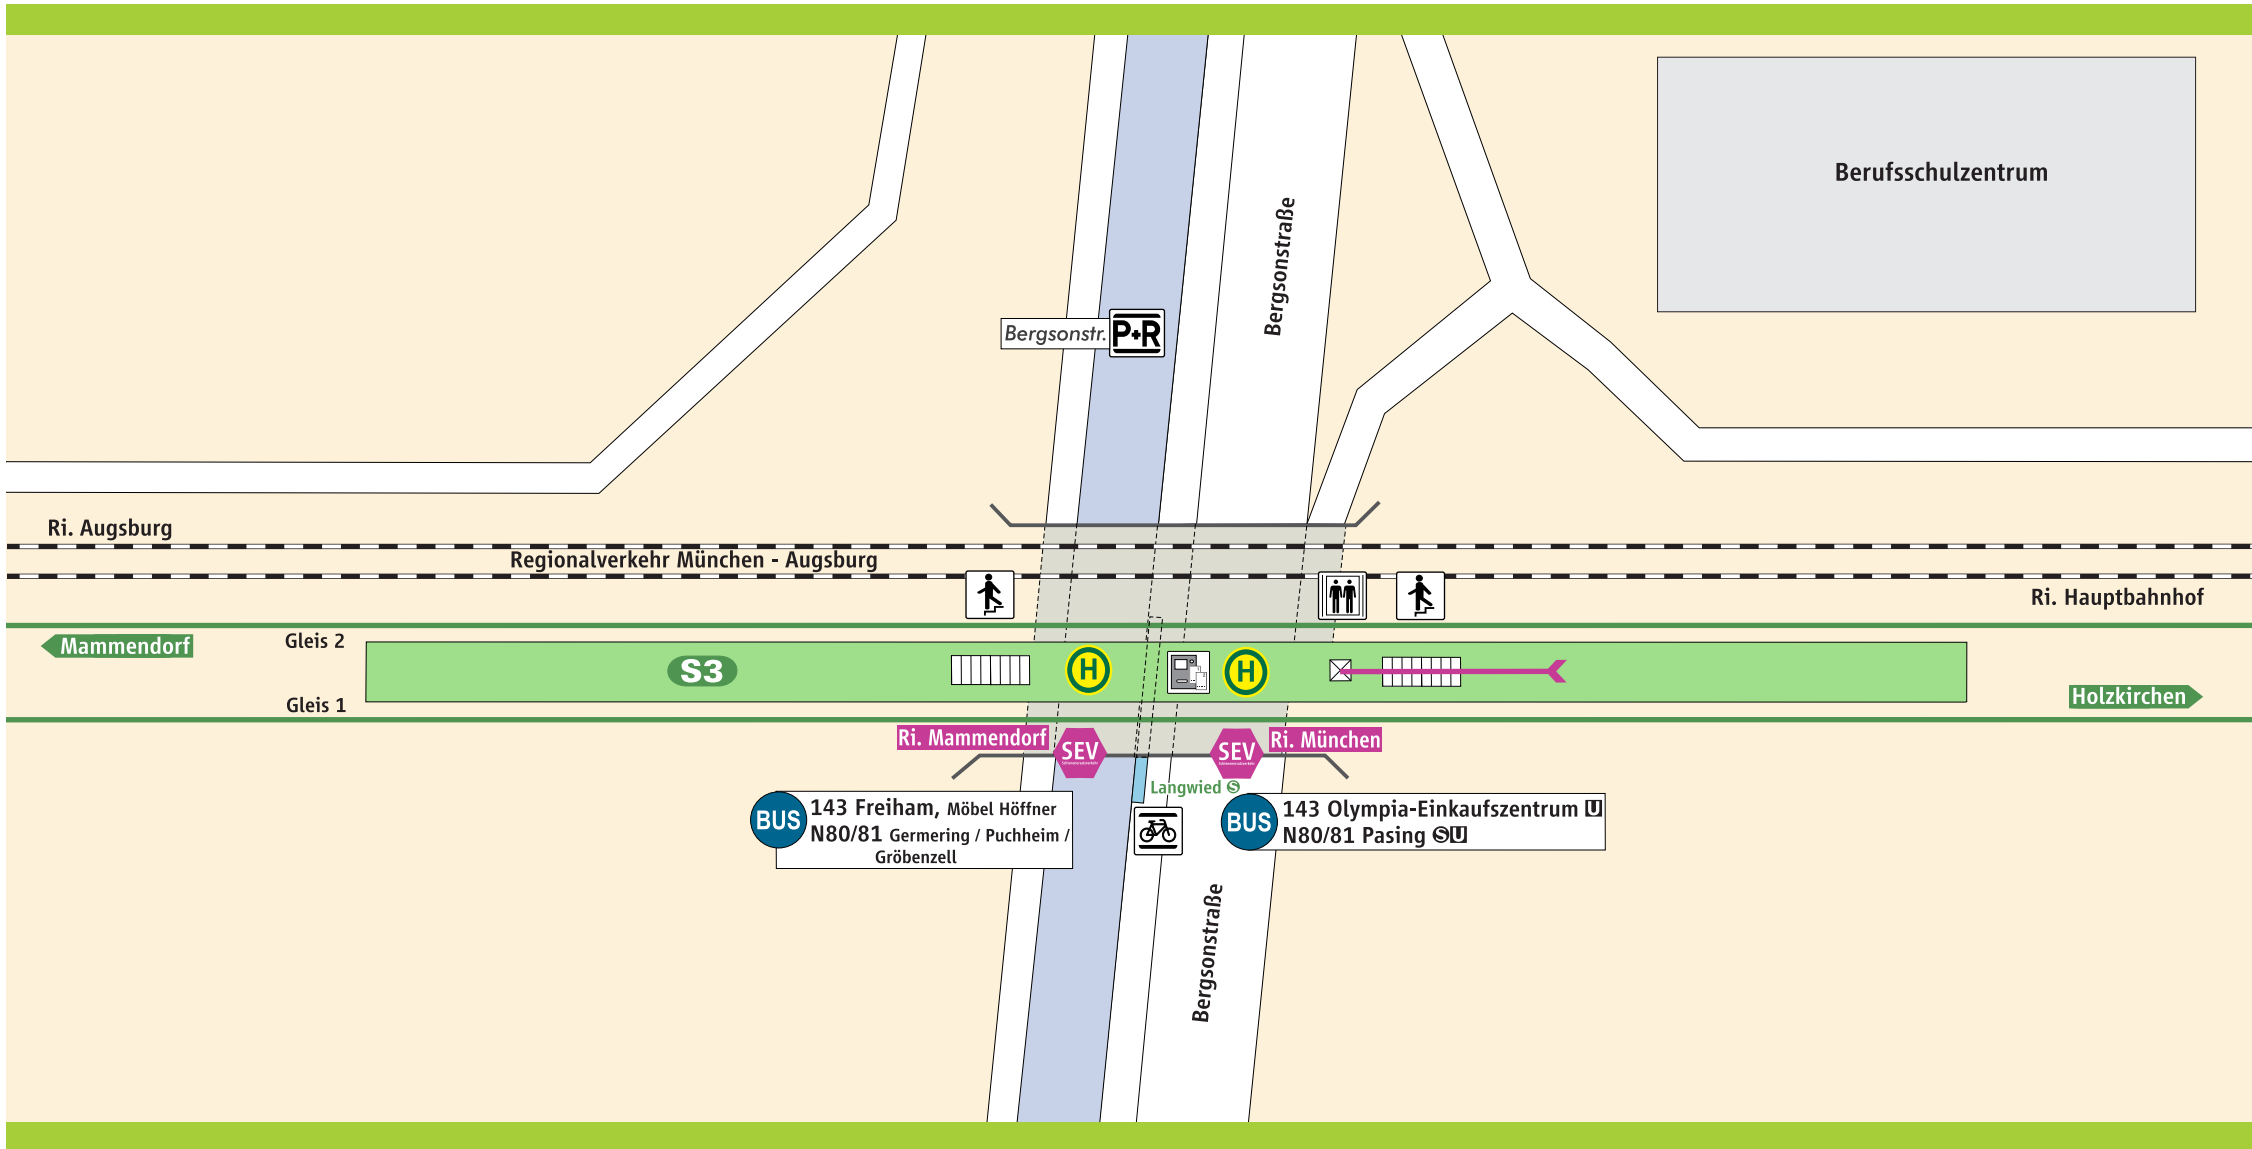 Berufsschulzentrum
Bergsonstraße
Bergsonstr.
P+R
Ri. Augsburg
Regionalverkehr München - Augsburg
Ri. Hauptbahnhof
Mammendorf
Gleis 2
S3
H
H
Gleis 1
Holzkirchen
Ri. Mammendorf
SEV
SEV
Ri. München
Langwied S
BUS
143 Freiham, Möbel Höffner
N80/81 Germering / Puchheim /
Gröbenzell
BUS
143 Olympia-Einkaufszentrum U
N80/81 Pasing S U
Bergsonstraße